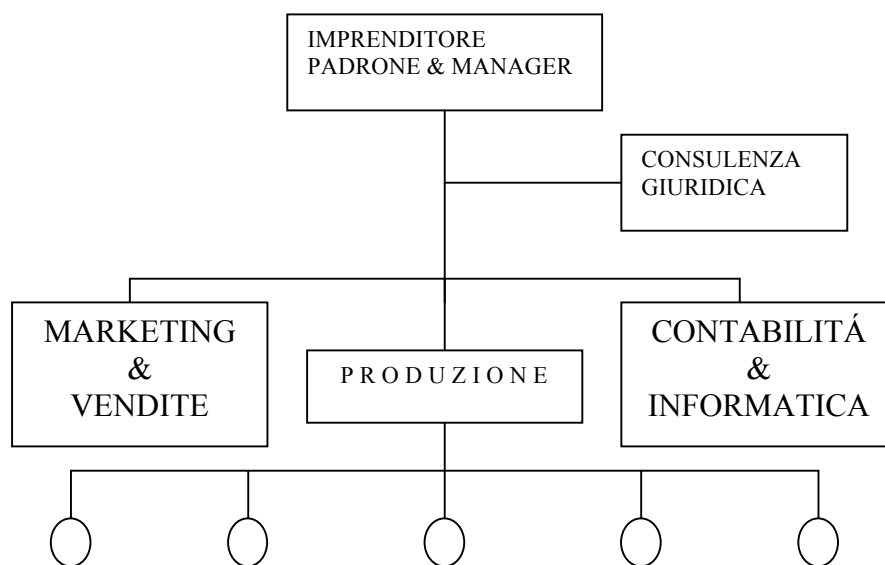 IMPRENDITORE
PADRONE & MANAGER
CONSULENZA
GIURIDICA
MARKETING
&
VENDITE
P R O D U Z I O N E
CONTABILITÁ
&
INFORMATICA